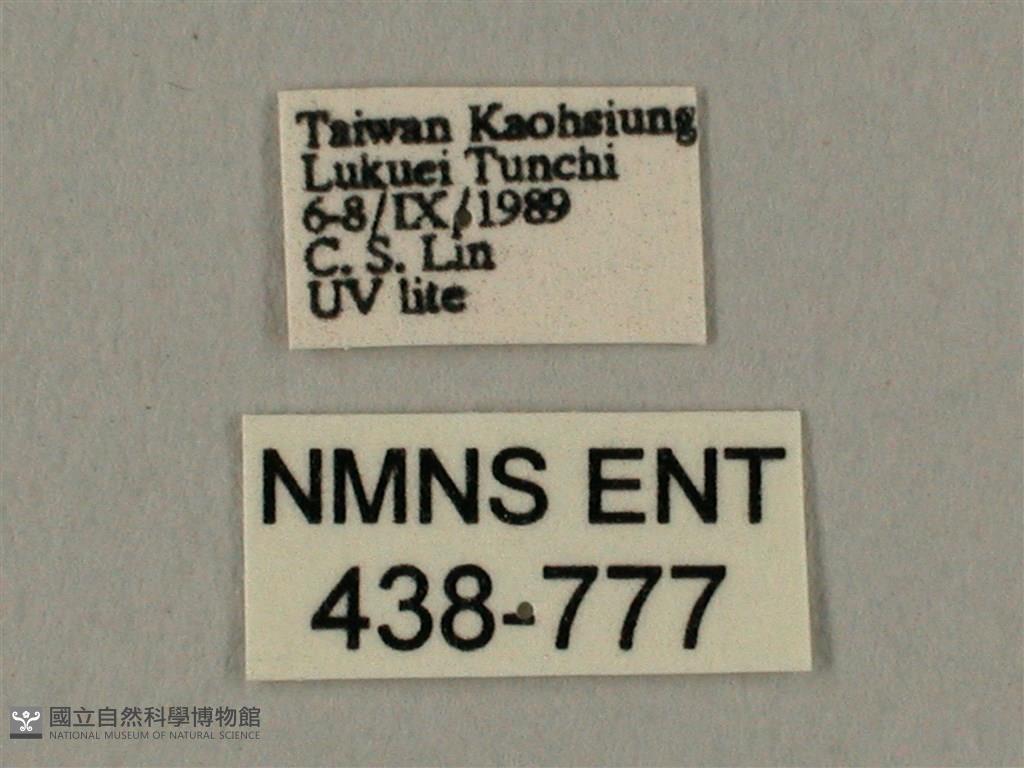 Taiwan Kaohsiung
Lukuei Tunchi
6-8/IX/1989
C. S. Lin
UV lite
NMNS ENT
438-777
國立自然科學博物館
NATIONAL MUSEUM OF NATURAL SCIENCE